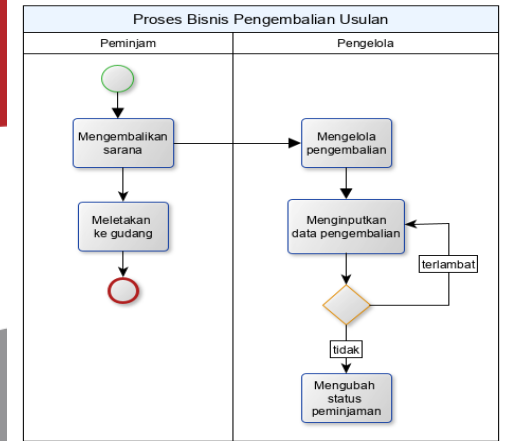 Proses Bisnis Pengembalian Usulan
Peminjam
Pengelola
Mengembalikan
sarana
Mengelola
pengembalian
Meletakan
ke gudang
Menginputkan
data pengembalian
terlambat
tidak
Mengubah
status
peminjaman